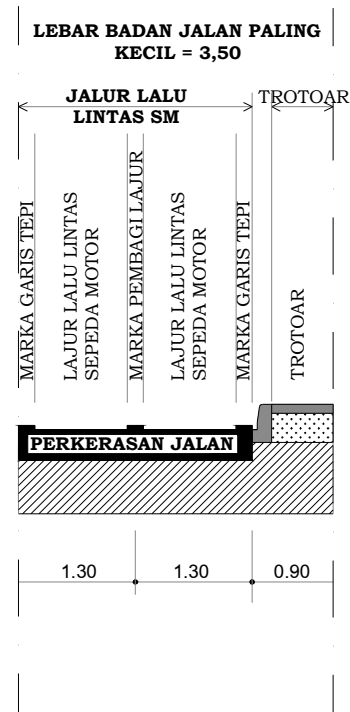 LEBAR BADAN JALAN PALING
KECIL = 3,50
JALUR LALU
LINTAS SM
TROTOAR
MARKA GARIS TEPI
LAJUR LALU LINTAS
SEPEDA MOTOR
MARKA PEMBAGI LAJUR
LAJUR LALU LINTAS
SEPEDA MOTOR
MARKA GARIS TEPI
TROTOAR
PERKERASAN JALAN
1.30
1.30
0.90